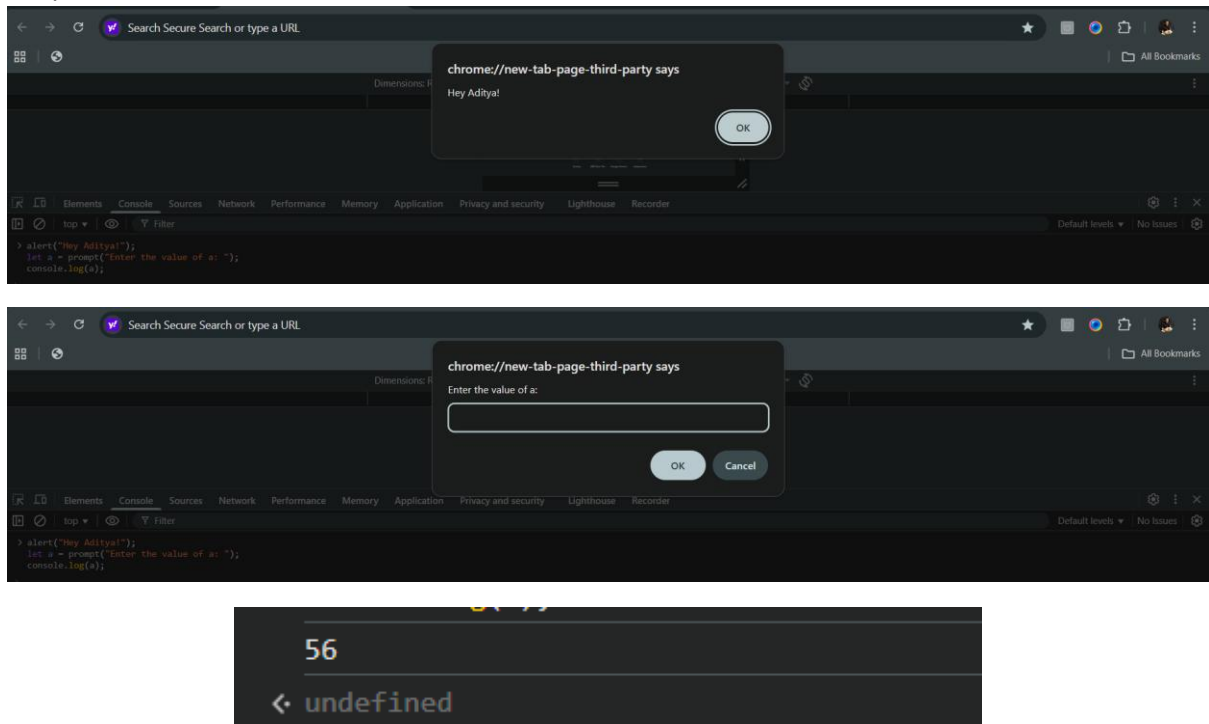 Search Secure Search or type a URL
All Bookmarks
chrome://new-tab-page-third-party says
Hey Aditya!
OK
Dimensions: R
Elements Console Sources Network Performance Memory Application Privacy and security Lighthouse Recorder
top Filter Default levels No Issues
> alert("Hey Aditya!");
let a = prompt("Enter the value of a: ");
console.log(a);
Search Secure Search or type a URL
All Bookmarks
chrome://new-tab-page-third-party says
Enter the value of a:
Dimensions: R
OK Cancel
Elements Console Sources Network Performance Memory Application Privacy and security Lighthouse Recorder
top Filter Default levels No Issues
> alert("Hey Aditya!");
let a = prompt("Enter the value of a: ");
console.log(a);
56
undefined